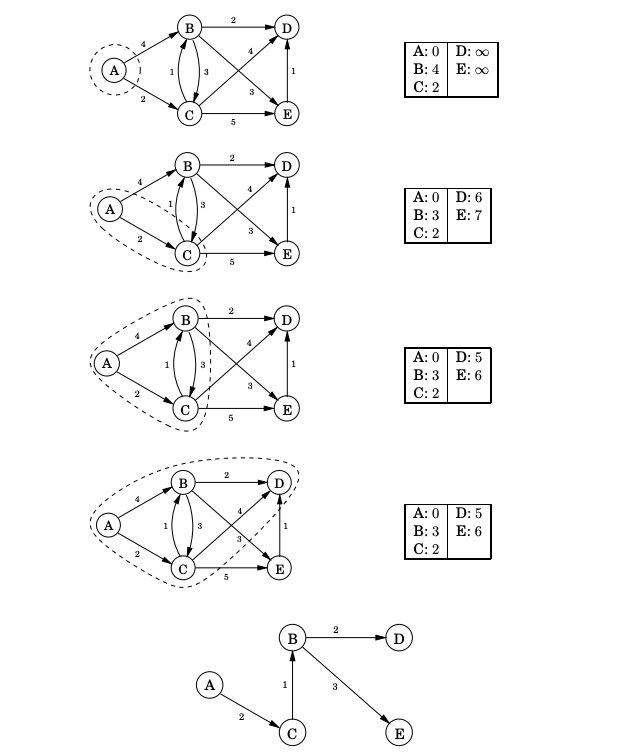 B 2 D
4
4
A: 0 D: ∞
A 1 3 1
B: 4 E: ∞
2 3
C: 2
C 5 E
B 2 D
4 4
A: 0 D: 6
A 1 3 1
B: 3 E: 7
2 3
C: 2
C 5 E
B 2 D
4 4
A: 0 D: 5
A 1 3 1
B: 3 E: 6
2 3
C: 2
C 5 E
B 2 D
4 4
A: 0 D: 5
A 1 3 3 1
B: 3 E: 6
2
C: 2
C 5 E
B 2 D
A 1 3
2
C E